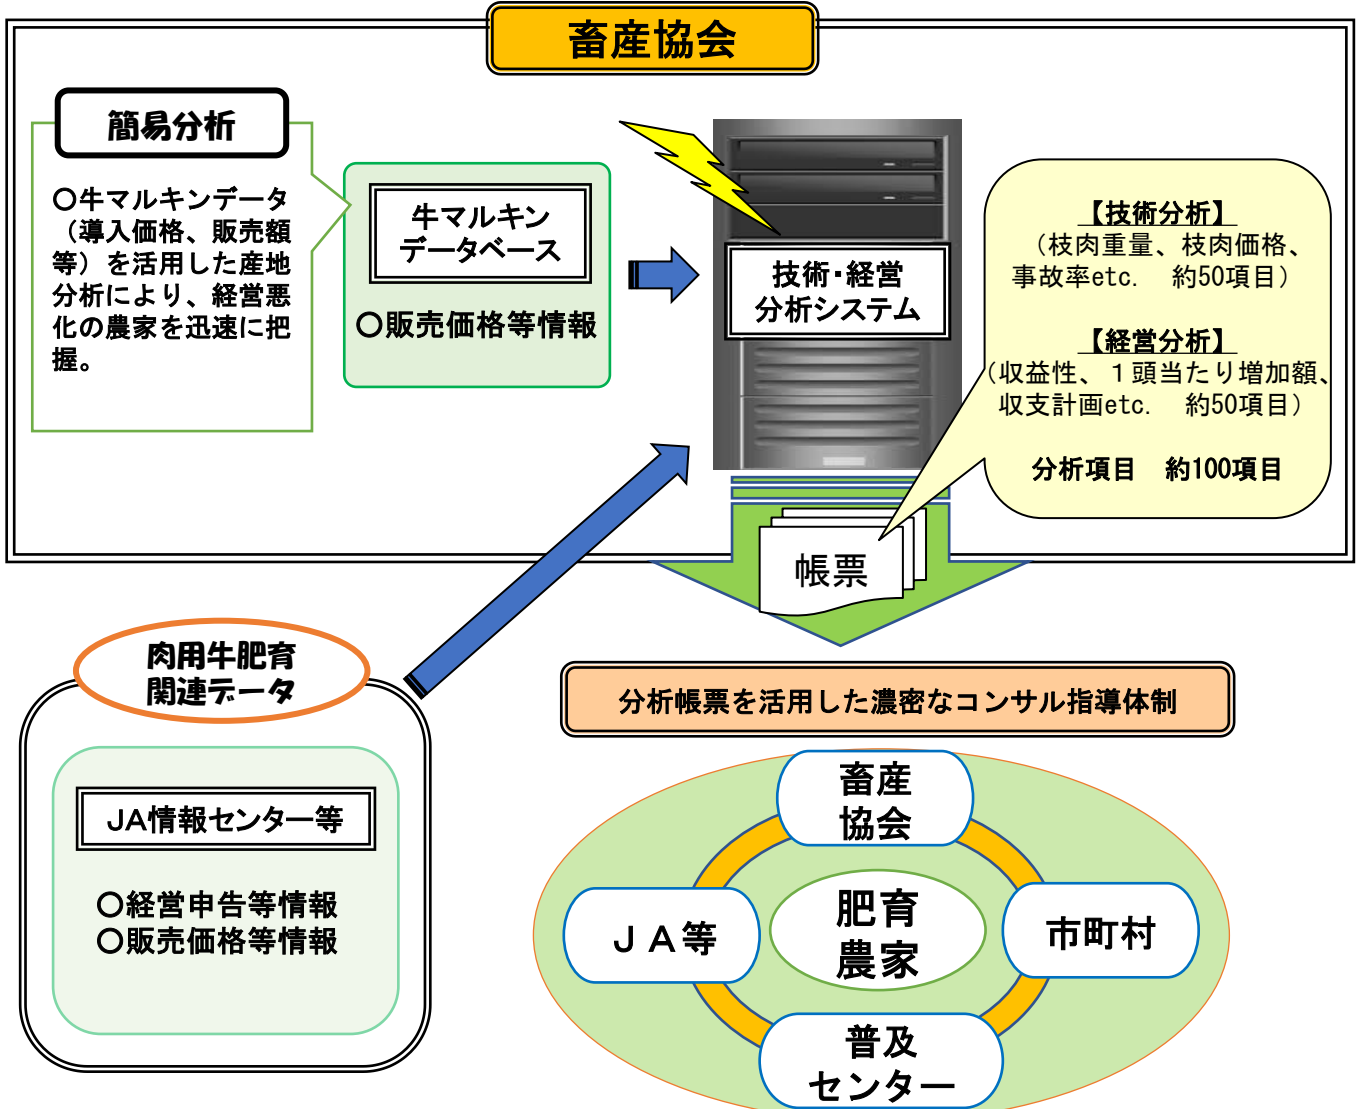 畜産協会
簡易分析
〇牛マルキンデータ
（導入価格、販売額
等）を活用した産地
分析により、経営悪
化の農家を迅速に把
握。
牛マルキン
データベース
〇販売価格等情報
技術・経営
分析システム
【技術分析】
（枝肉重量、枝肉価格、
事故率etc.　約50項目）
【経営分析】
（収益性、１頭当たり増加額、
収支計画etc.　約50項目）
分析項目　約100項目
帳票
肉用牛肥育
関連データ
ＪＡ情報センター等
〇経営申告等情報
〇販売価格等情報
分析帳票を活用した濃密なコンサル指導体制
畜産
協会
ＪＡ等
肥育
農家
市町村
普及
センター